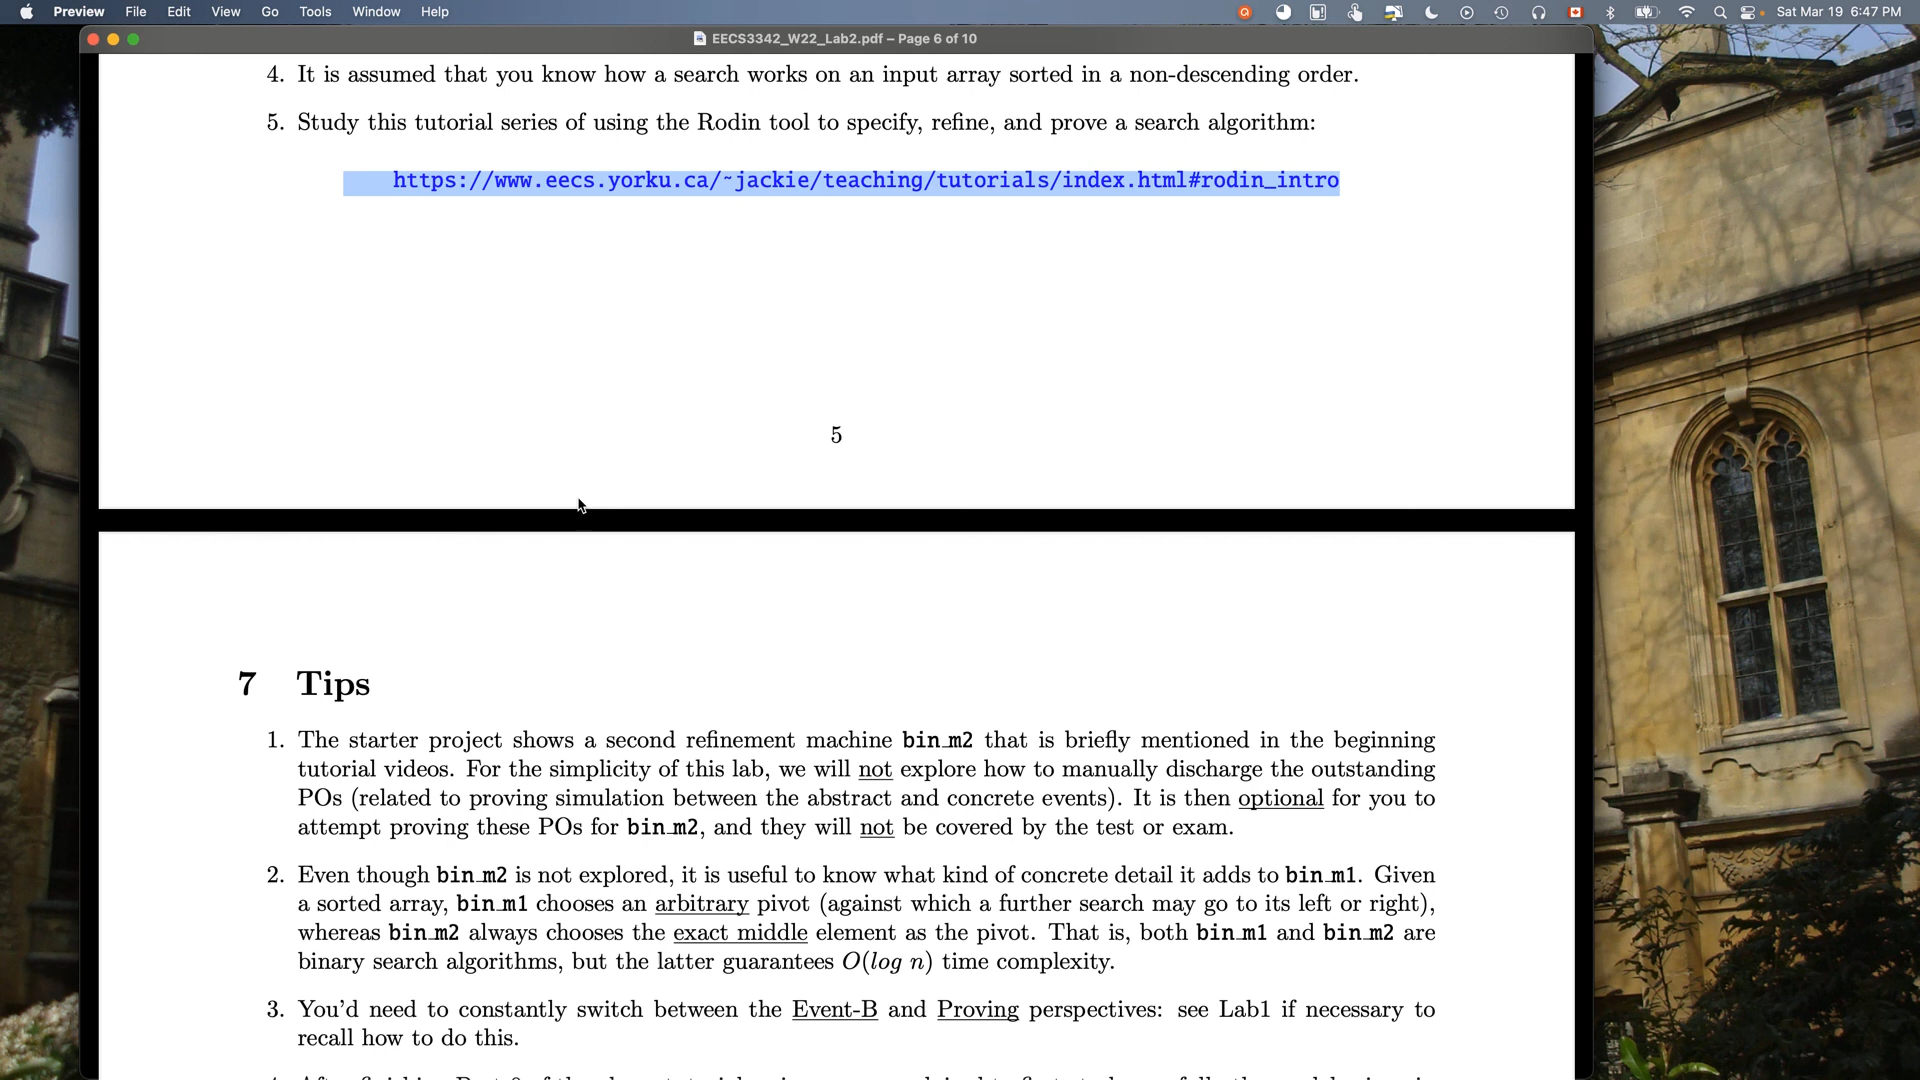 Preview File Edit View Go Tools Window Help
Sat Mar 19 6:47 PM
EECS3342_W22_Lab2.pdf – Page 6 of 10
4. It is assumed that you know how a search works on an input array sorted in a non-descending order.
5. Study this tutorial series of using the Rodin tool to specify, refine, and prove a search algorithm:
https://www.eecs.yorku.ca/~jackie/teaching/tutorials/index.html#rodin_intro
5
7 Tips
1. The starter project shows a second refinement machine bin_m2 that is briefly mentioned in the beginning
tutorial videos. For the simplicity of this lab, we will not explore how to manually discharge the outstanding
POs (related to proving simulation between the abstract and concrete events). It is then optional for you to
attempt proving these POs for bin_m2, and they will not be covered by the test or exam.
2. Even though bin_m2 is not explored, it is useful to know what kind of concrete detail it adds to bin_m1. Given
a sorted array, bin_m1 chooses an arbitrary pivot (against which a further search may go to its left or right),
whereas bin_m2 always chooses the exact middle element as the pivot. That is, both bin_m1 and bin_m2 are
binary search algorithms, but the latter guarantees O(log n) time complexity.
3. You'd need to constantly switch between the Event-B and Proving perspectives: see Lab1 if necessary to
recall how to do this.